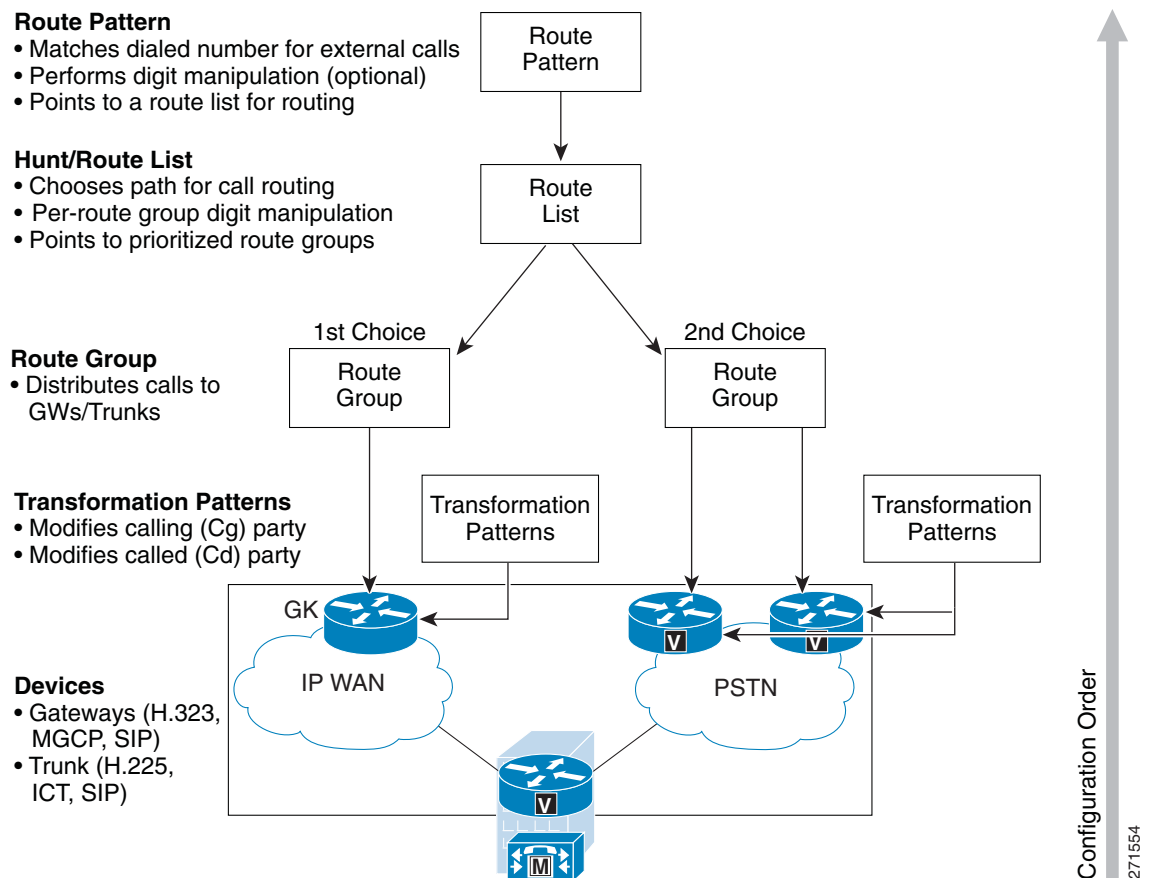 Route Pattern
• Matches dialed number for external calls
• Performs digit manipulation (optional)
• Points to a route list for routing
Route
Pattern
Hunt/Route List
• Chooses path for call routing
• Per-route group digit manipulation
• Points to prioritized route groups
Route
List
1st Choice
2nd Choice
Route Group
• Distributes calls to
GWs/Trunks
Route
Group
Route
Group
Transformation Patterns
• Modifies calling (Cg) party
• Modifies called (Cd) party
Transformation
Patterns
Transformation
Patterns
GK
V
V
IP WAN
PSTN
Devices
• Gateways (H.323,
MGCP, SIP)
• Trunk (H.225,
ICT, SIP)
V
M
Configuration Order
271554